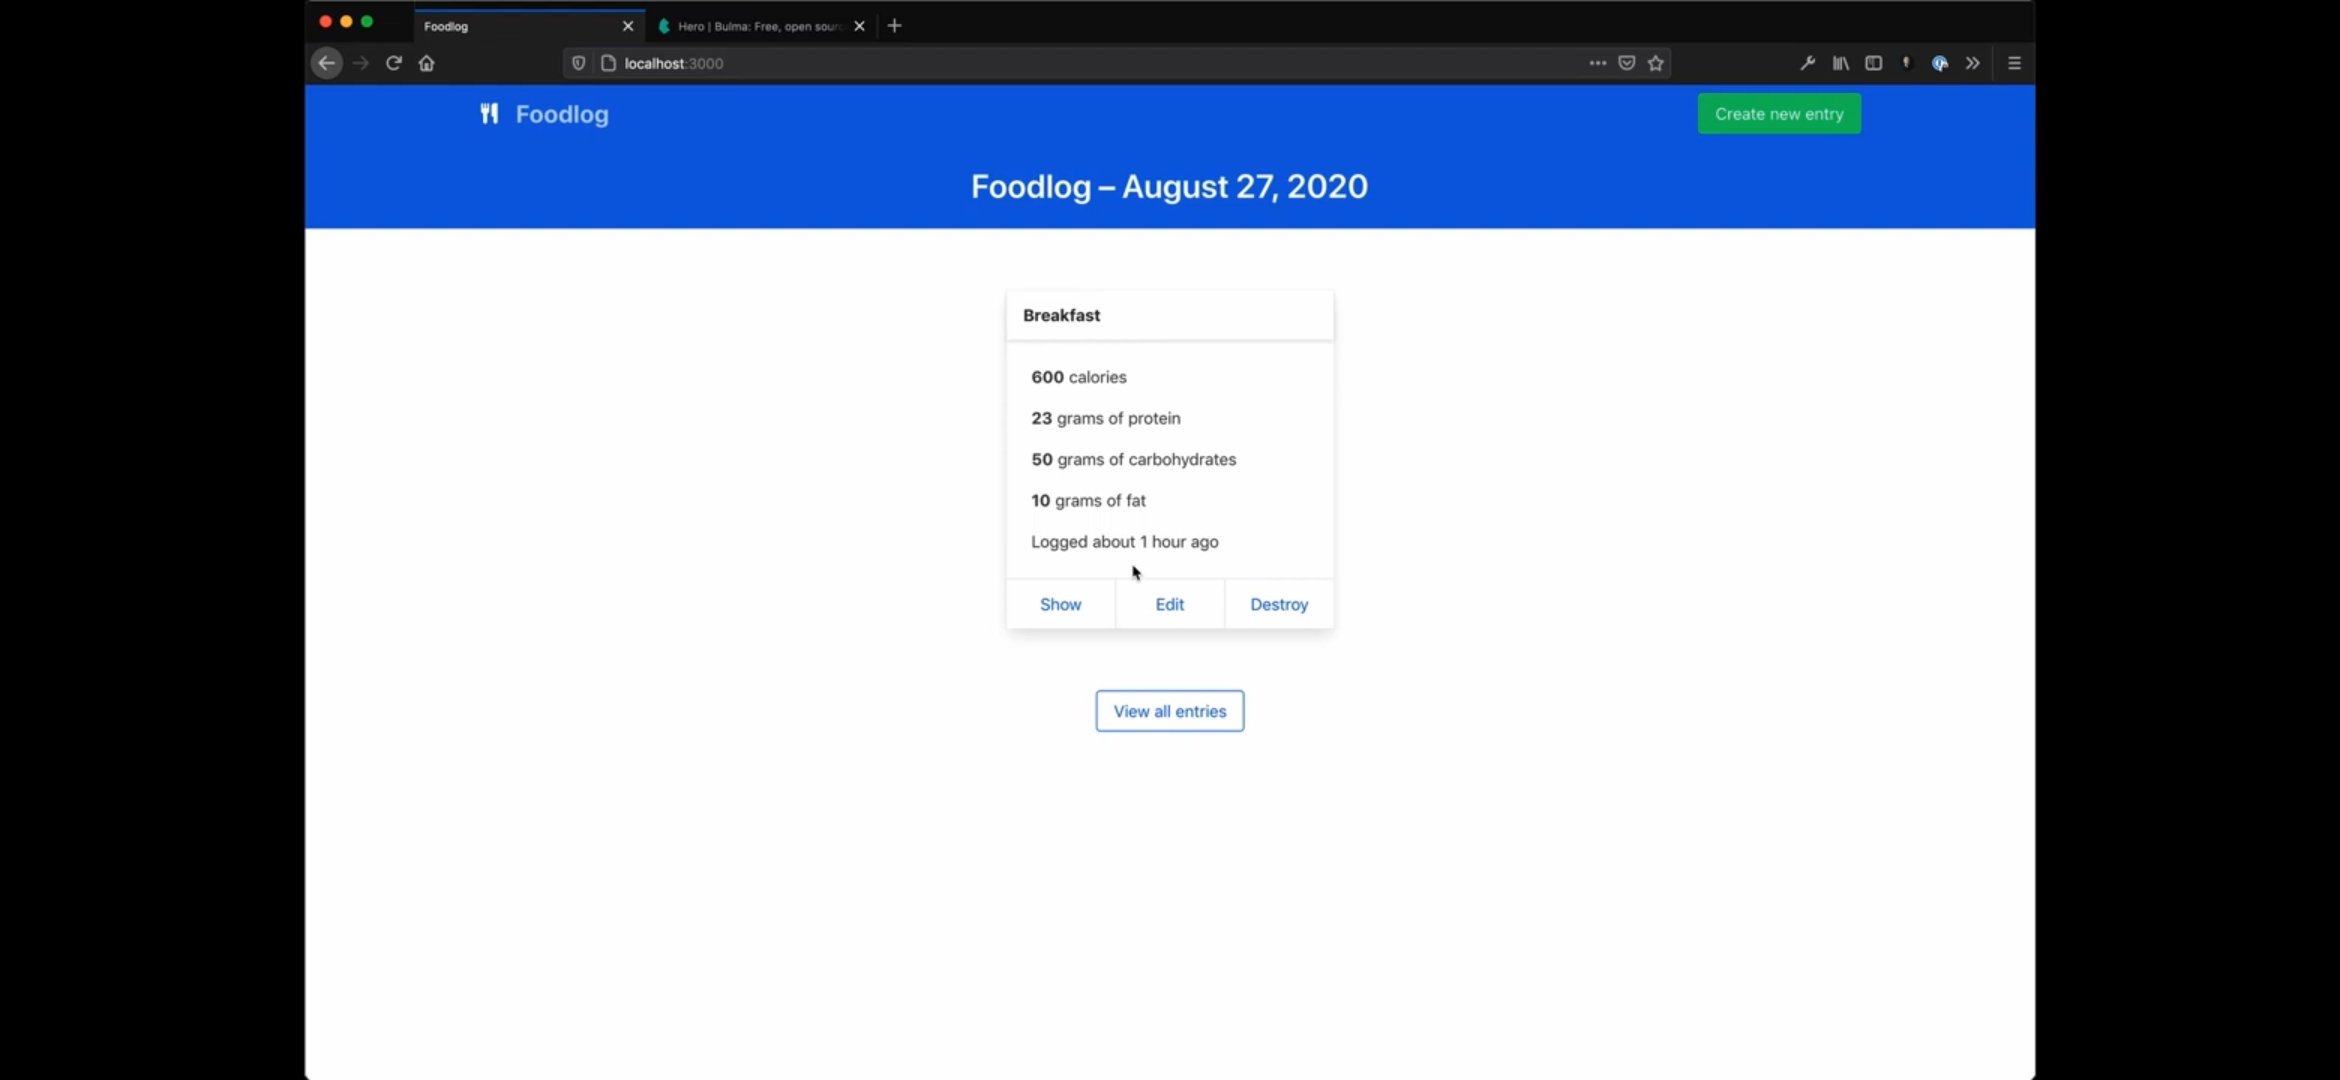 Foodlog
Hero | Bulma: Free, open sourc
localhost:3000
Foodlog
Create new entry
Foodlog – August 27, 2020
Breakfast
600 calories
23 grams of protein
50 grams of carbohydrates
10 grams of fat
Logged about 1 hour ago
Show Edit Destroy
View all entries